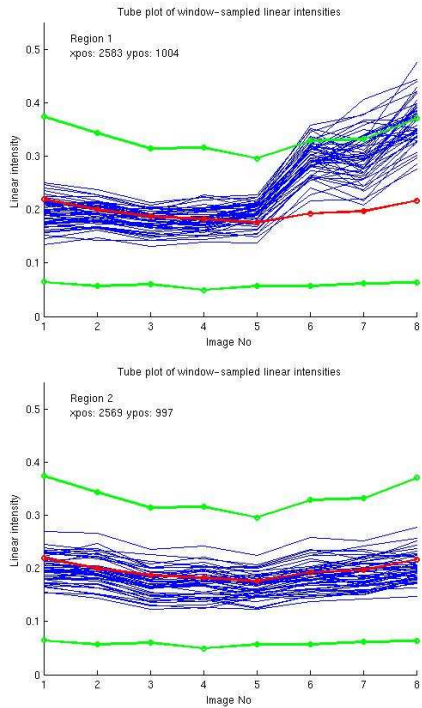 Tube plot of window-sampled linear intensities
Region 1
xpos: 2583 ypos: 1004
Linear intensity
0.5
0.4
0.3
0.2
0.1
0
1 2 3 4 5 6 7 8
Image No
Tube plot of window-sampled linear intensities
Region 2
xpos: 2569 ypos: 997
Linear intensity
0.5
0.4
0.3
0.2
0.1
0
1 2 3 4 5 6 7 8
Image No